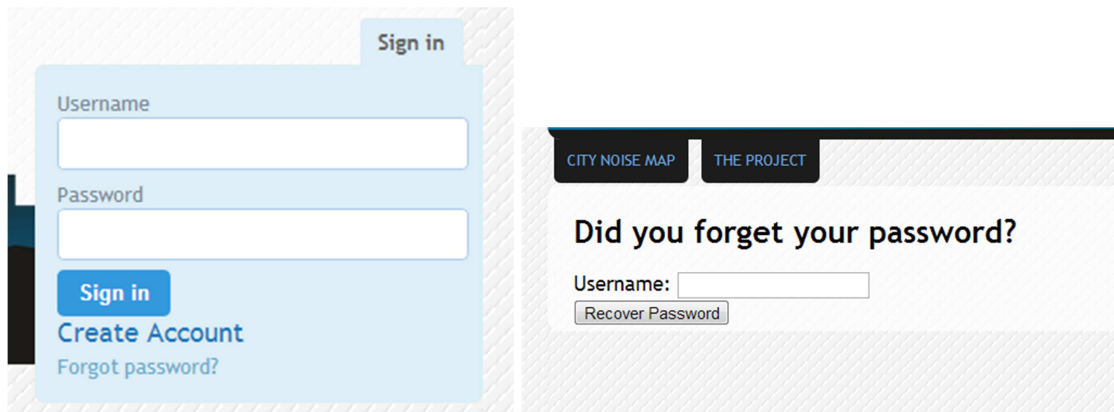 Sign in
Username
Password
Sign in
Create Account
Forgot password?
CITY NOISE MAP THE PROJECT
Did you forget your password?
Username:
Recover Password